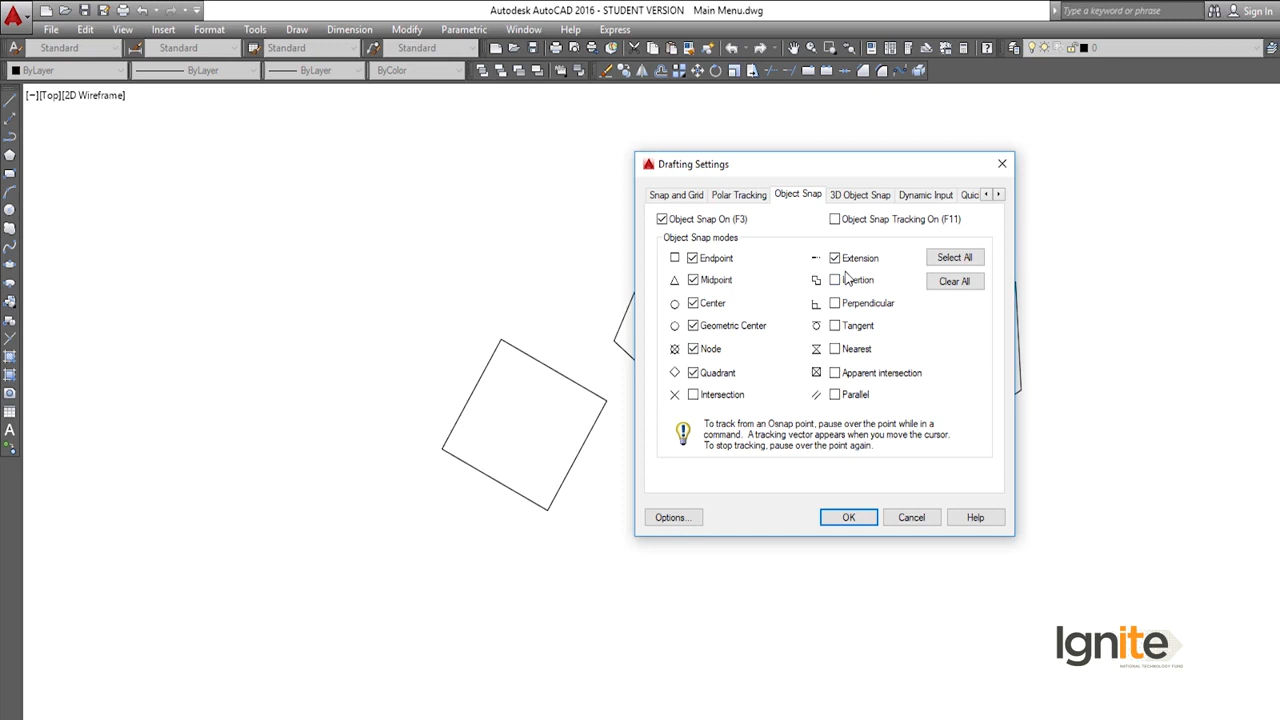 Autodesk AutoCAD 2016 - STUDENT VERSION Main Menu.dwg
Type a keyword or phrase
Sign In
File Edit View Insert Format Tools Draw Dimension Modify Parametric Window Help Express
Standard Standard Standard Standard 0
ByLayer ByLayer ByLayer ByColor
[−][Top][2D Wireframe]
Drafting Settings
Snap and Grid Polar Tracking Object Snap 3D Object Snap Dynamic Input Quic
Object Snap On (F3) Object Snap Tracking On (F11)
Object Snap modes
Endpoint Extension Select All
Midpoint Clear All
Center Perpendicular
Geometric Center Tangent
Node Nearest
Quadrant Apparent intersection
Intersection Parallel
To track from an Osnap point, pause over the point while in a
command. A tracking vector appears when you move the cursor.
To stop tracking, pause over the point again.
Options... OK Cancel Help
Ignite
NATIONAL TECHNOLOGY FUND